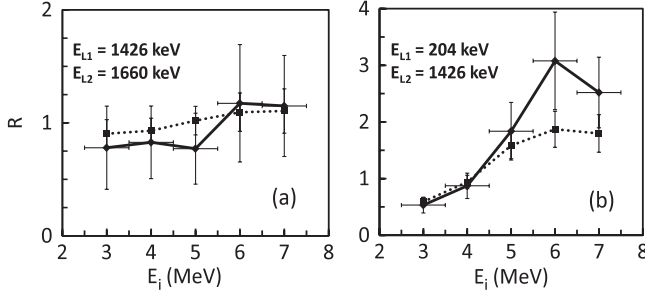 E_L1 = 1426 keV
E_L2 = 1660 keV
R
2
1
0
2 3 4 5 6 7 8
E_i (MeV)
(a)
E_L1 = 204 keV
E_L2 = 1426 keV
4
3
2
1
0
2 3 4 5 6 7 8
E_i (MeV)
(b)